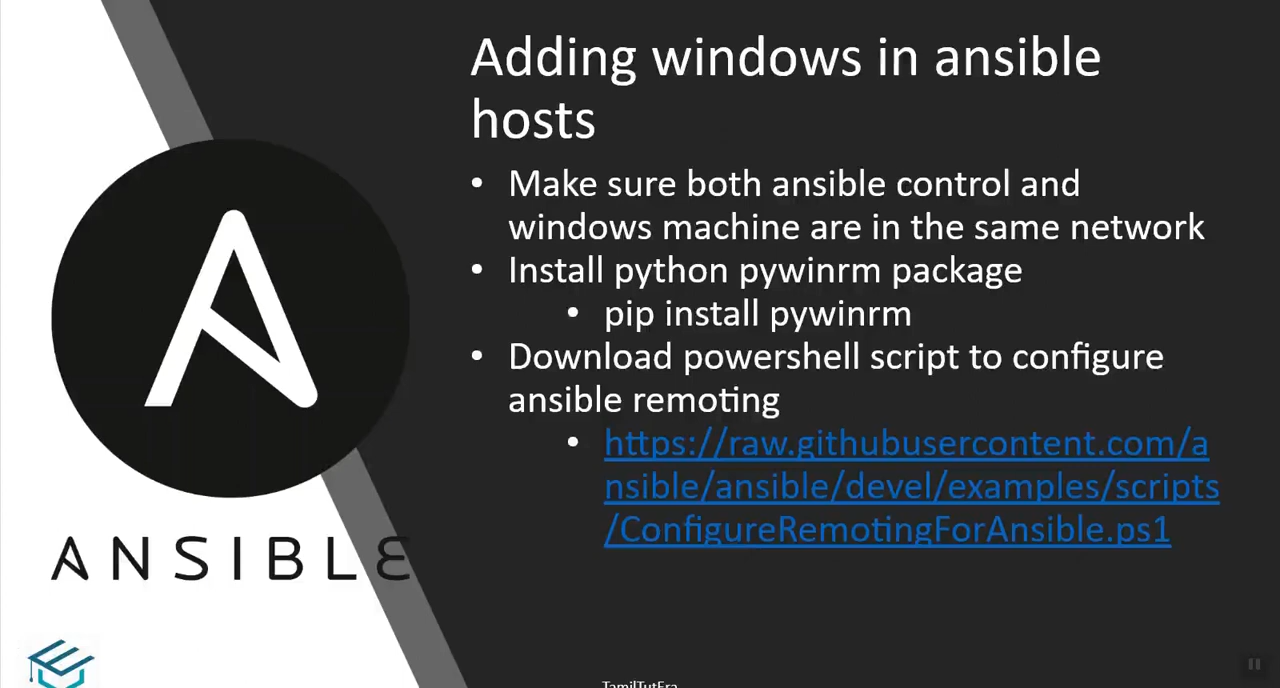 Adding windows in ansible
hosts
• Make sure both ansible control and
windows machine are in the same network
• Install python pywinrm package
• pip install pywinrm
• Download powershell script to configure
ansible remoting
• https://raw.githubusercontent.com/a
nsible/ansible/devel/examples/scripts
/ConfigureRemotingForAnsible.ps1
ANSIBLE
TamilTutEra